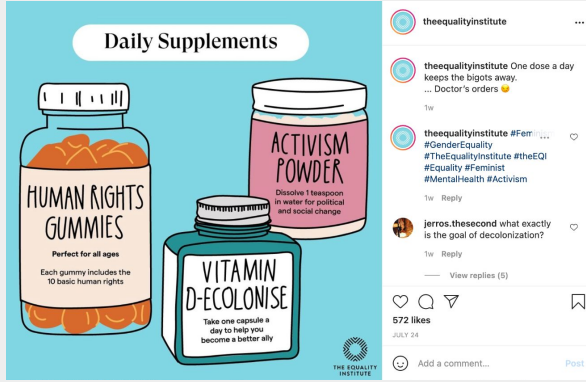 Daily Supplements
HUMAN RIGHTS
GUMMIES
Perfect for all ages
Each gummy includes the
10 basic human rights
ACTIVISM
POWDER
Dissolve 1 teaspoon
in water for political
and social change
VITAMIN
D-ECOLONISE
Take one capsule a
day to help you
become a better ally
THE EQUALITY
INSTITUTE
theequalityinstitute
theequalityinstitute One dose a day
keeps the bigots away.
... Doctor's orders 😏
1w
theequalityinstitute
#GenderEquality
#TheEqualityInstitute #theEQI
#Equality #Feminist
#MentalHealth #Activism
1w Reply
jerros.thesecond what exactly
is the goal of decolonization?
1w Reply
View replies (5)
572 likes
JULY 24
Add a comment...
Post